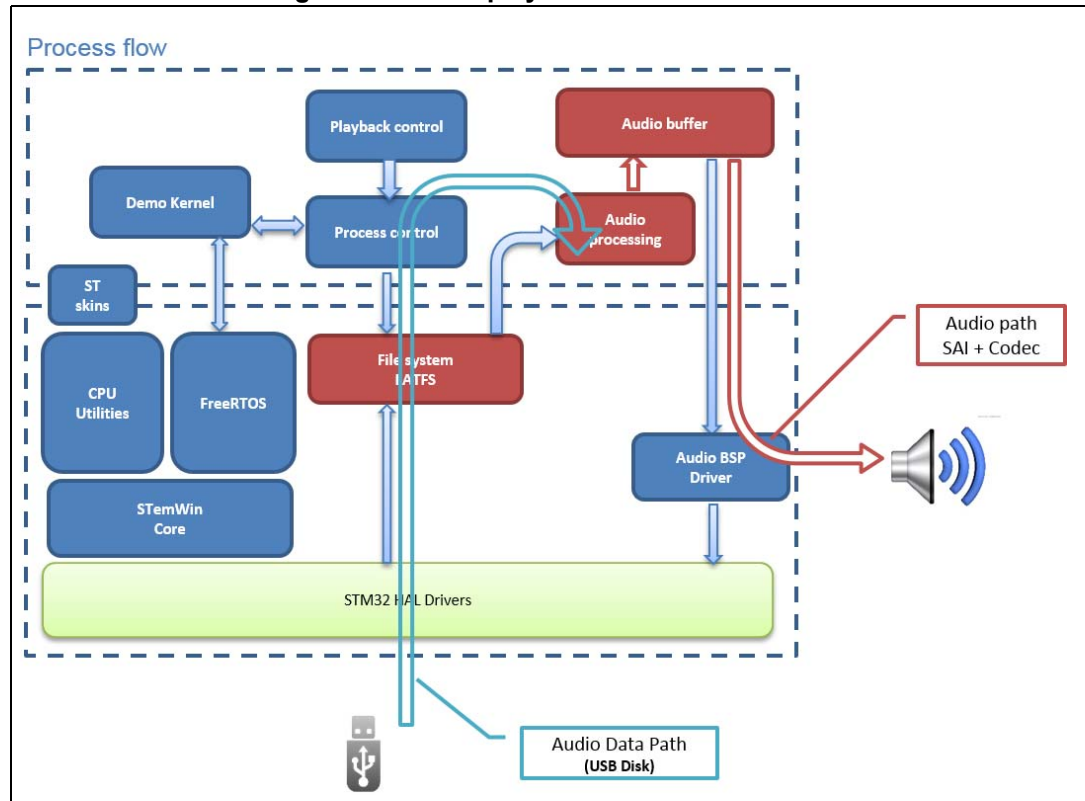 Process flow
Playback control
Audio buffer
Demo Kernel
Process control
Audio
processing
ST
skins
File system
FATFS
Audio path
SAI + Codec
CPU
Utilities
FreeRTOS
Audio BSP
Driver
STemWin
Core
STM32 HAL Drivers
Audio Data Path
(USB Disk)